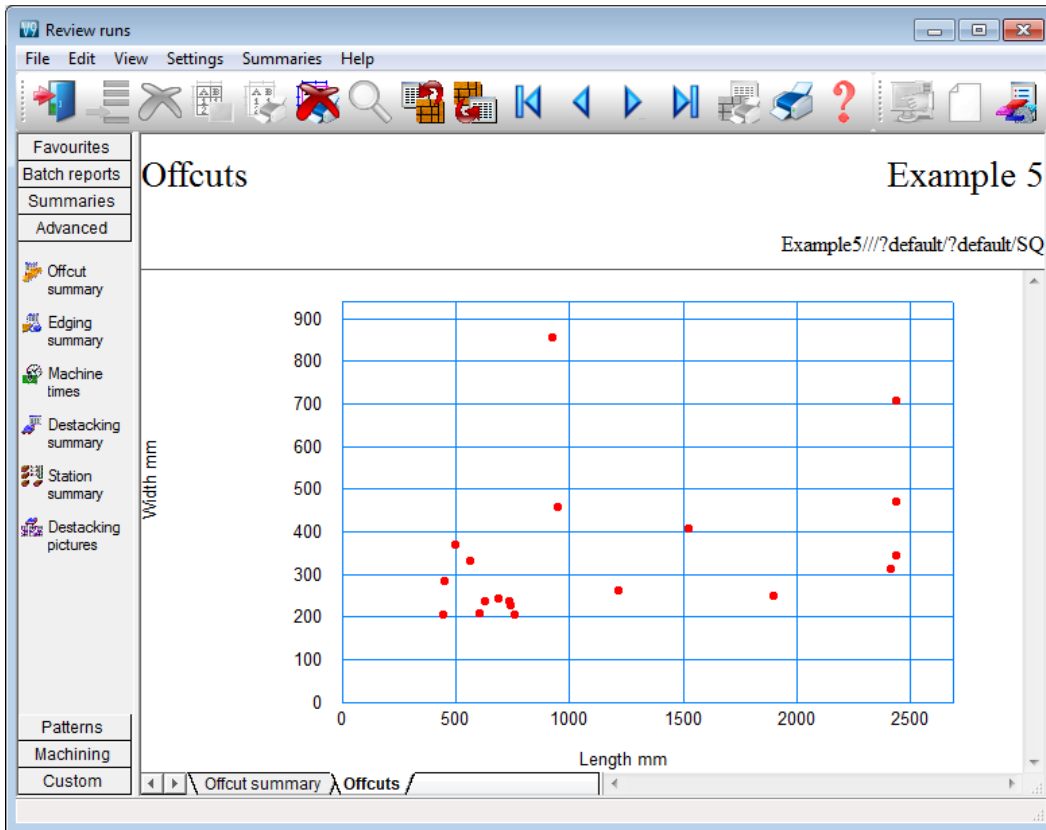 Review runs
File Edit View Settings Summaries Help
Favourites
Batch reports
Summaries
Advanced
Offcut
summary
Edging
summary
Machine
times
Destacking
summary
Station
summary
Destacking
pictures
Patterns
Machining
Custom
Offcuts
Example 5
Example5///?default/?default/SQ
Width mm
900
800
700
600
500
400
300
200
100
0
0 500 1000 1500 2000 2500
Length mm
Offcut summary Offcuts